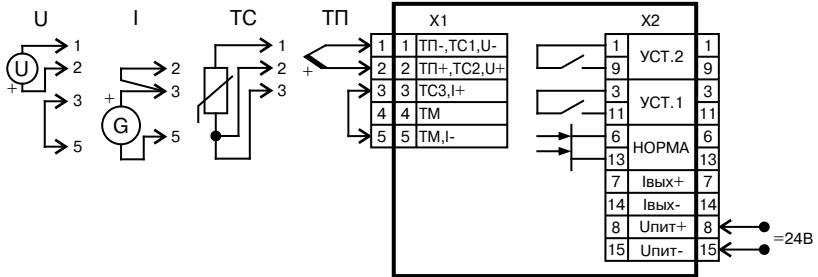 U I ТС ТП X1 X2
U + 1 2 3 5
G + 2 3 5
1 2 3
+
1 1 ТП-,ТС1,U-
2 2 ТП+,ТС2,U+
3 3 ТС3,I+
4 4 ТМ
5 5 ТМ,I-
1 УСТ.2 1
9 9
3 УСТ.1 3
11 11
6 НОРМА 6
13 13
7 Iвых+ 7
14 Iвых- 14
8 Uпит+ 8
15 Uпит- 15
=24В